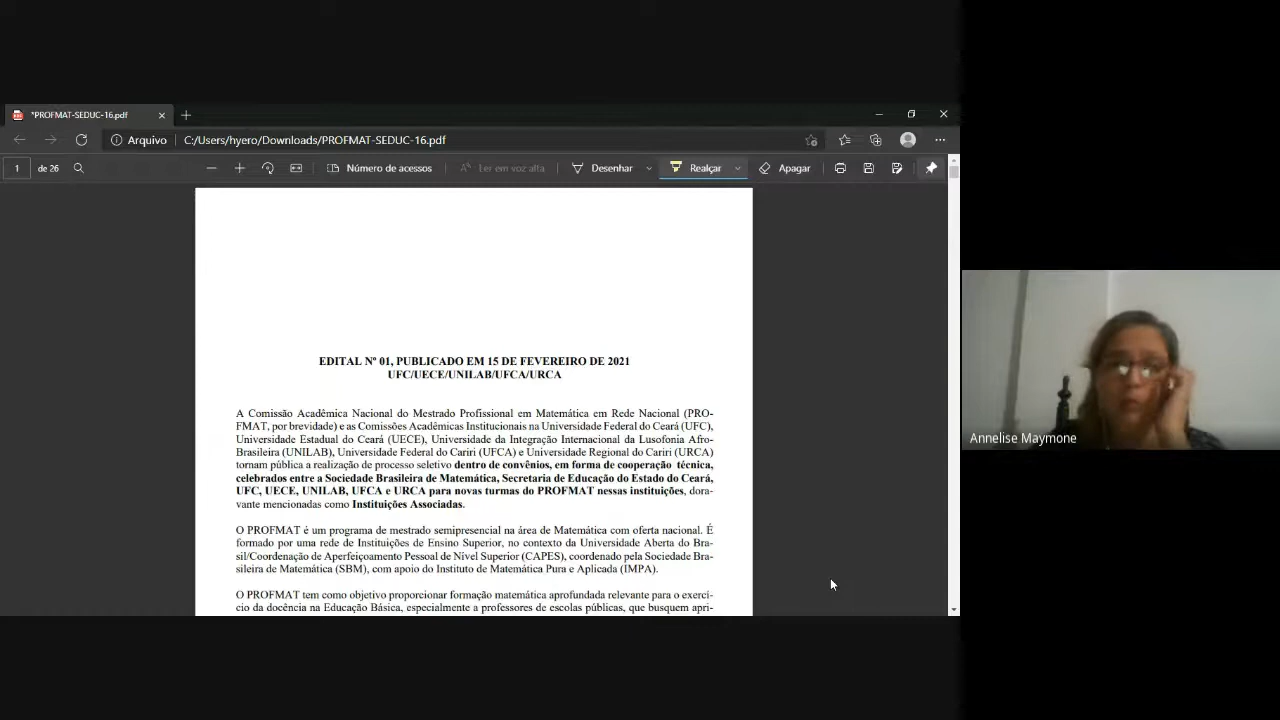 *PROFMAT-SEDUC-16.pdf
Arquivo
C:/Users/hyero/Downloads/PROFMAT-SEDUC-16.pdf
1
de 26
Número de acessos
Ler em voz alta
Desenhar
Realçar
Apagar
EDITAL Nº 01, PUBLICADO EM 15 DE FEVEREIRO DE 2021
UFC/UECE/UNILAB/UFCA/URCA
A Comissão Acadêmica Nacional do Mestrado Profissional em Matemática em Rede Nacional (PRO-
FMAT, por brevidade) e as Comissões Acadêmicas Institucionais na Universidade Federal do Ceará (UFC),
Universidade Estadual do Ceará (UECE), Universidade da Integração Internacional da Lusofonia Afro-
Brasileira (UNILAB), Universidade Federal do Cariri (UFCA) e Universidade Regional do Cariri (URCA)
tornam pública a realização de processo seletivo dentro de convênios, em forma de cooperação técnica,
celebrados entre a Sociedade Brasileira de Matemática, Secretaria de Educação do Estado do Ceará,
UFC, UECE, UNILAB, UFCA e URCA para novas turmas do PROFMAT nessas instituições, dora-
vante mencionadas como Instituições Associadas.
O PROFMAT é um programa de mestrado semipresencial na área de Matemática com oferta nacional. É
formado por uma rede de Instituições de Ensino Superior, no contexto da Universidade Aberta do Bra-
sil/Coordenação de Aperfeiçoamento Pessoal de Nível Superior (CAPES), coordenado pela Sociedade Bra-
sileira de Matemática (SBM), com apoio do Instituto de Matemática Pura e Aplicada (IMPA).
O PROFMAT tem como objetivo proporcionar formação matemática aprofundada relevante para o exercí-
cio da docência na Educação Básica, especialmente a professores de escolas públicas, que busquem apri-
Annelise Maymone